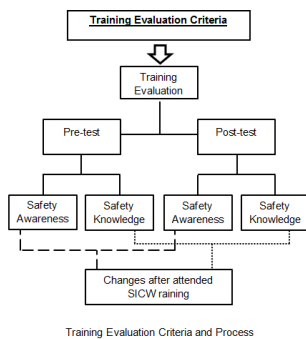 Training Evaluation Criteria
Training
Evaluation
Pre-test
Post-test
Safety
Awareness
Safety
Knowledge
Safety
Awareness
Safety
Knowledge
Changes after attended
SICW raining
Training Evaluation Criteria and Process